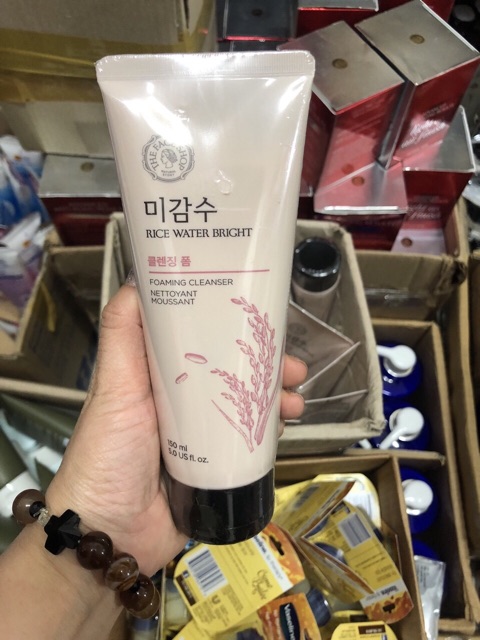 THE FACE SHOP
미감수
RICE WATER BRIGHT
클렌징 폼
FOAMING CLEANSER
NETTOYANT
MOUSSANT
150 ml
5.0 US fl. oz.
Vaseline